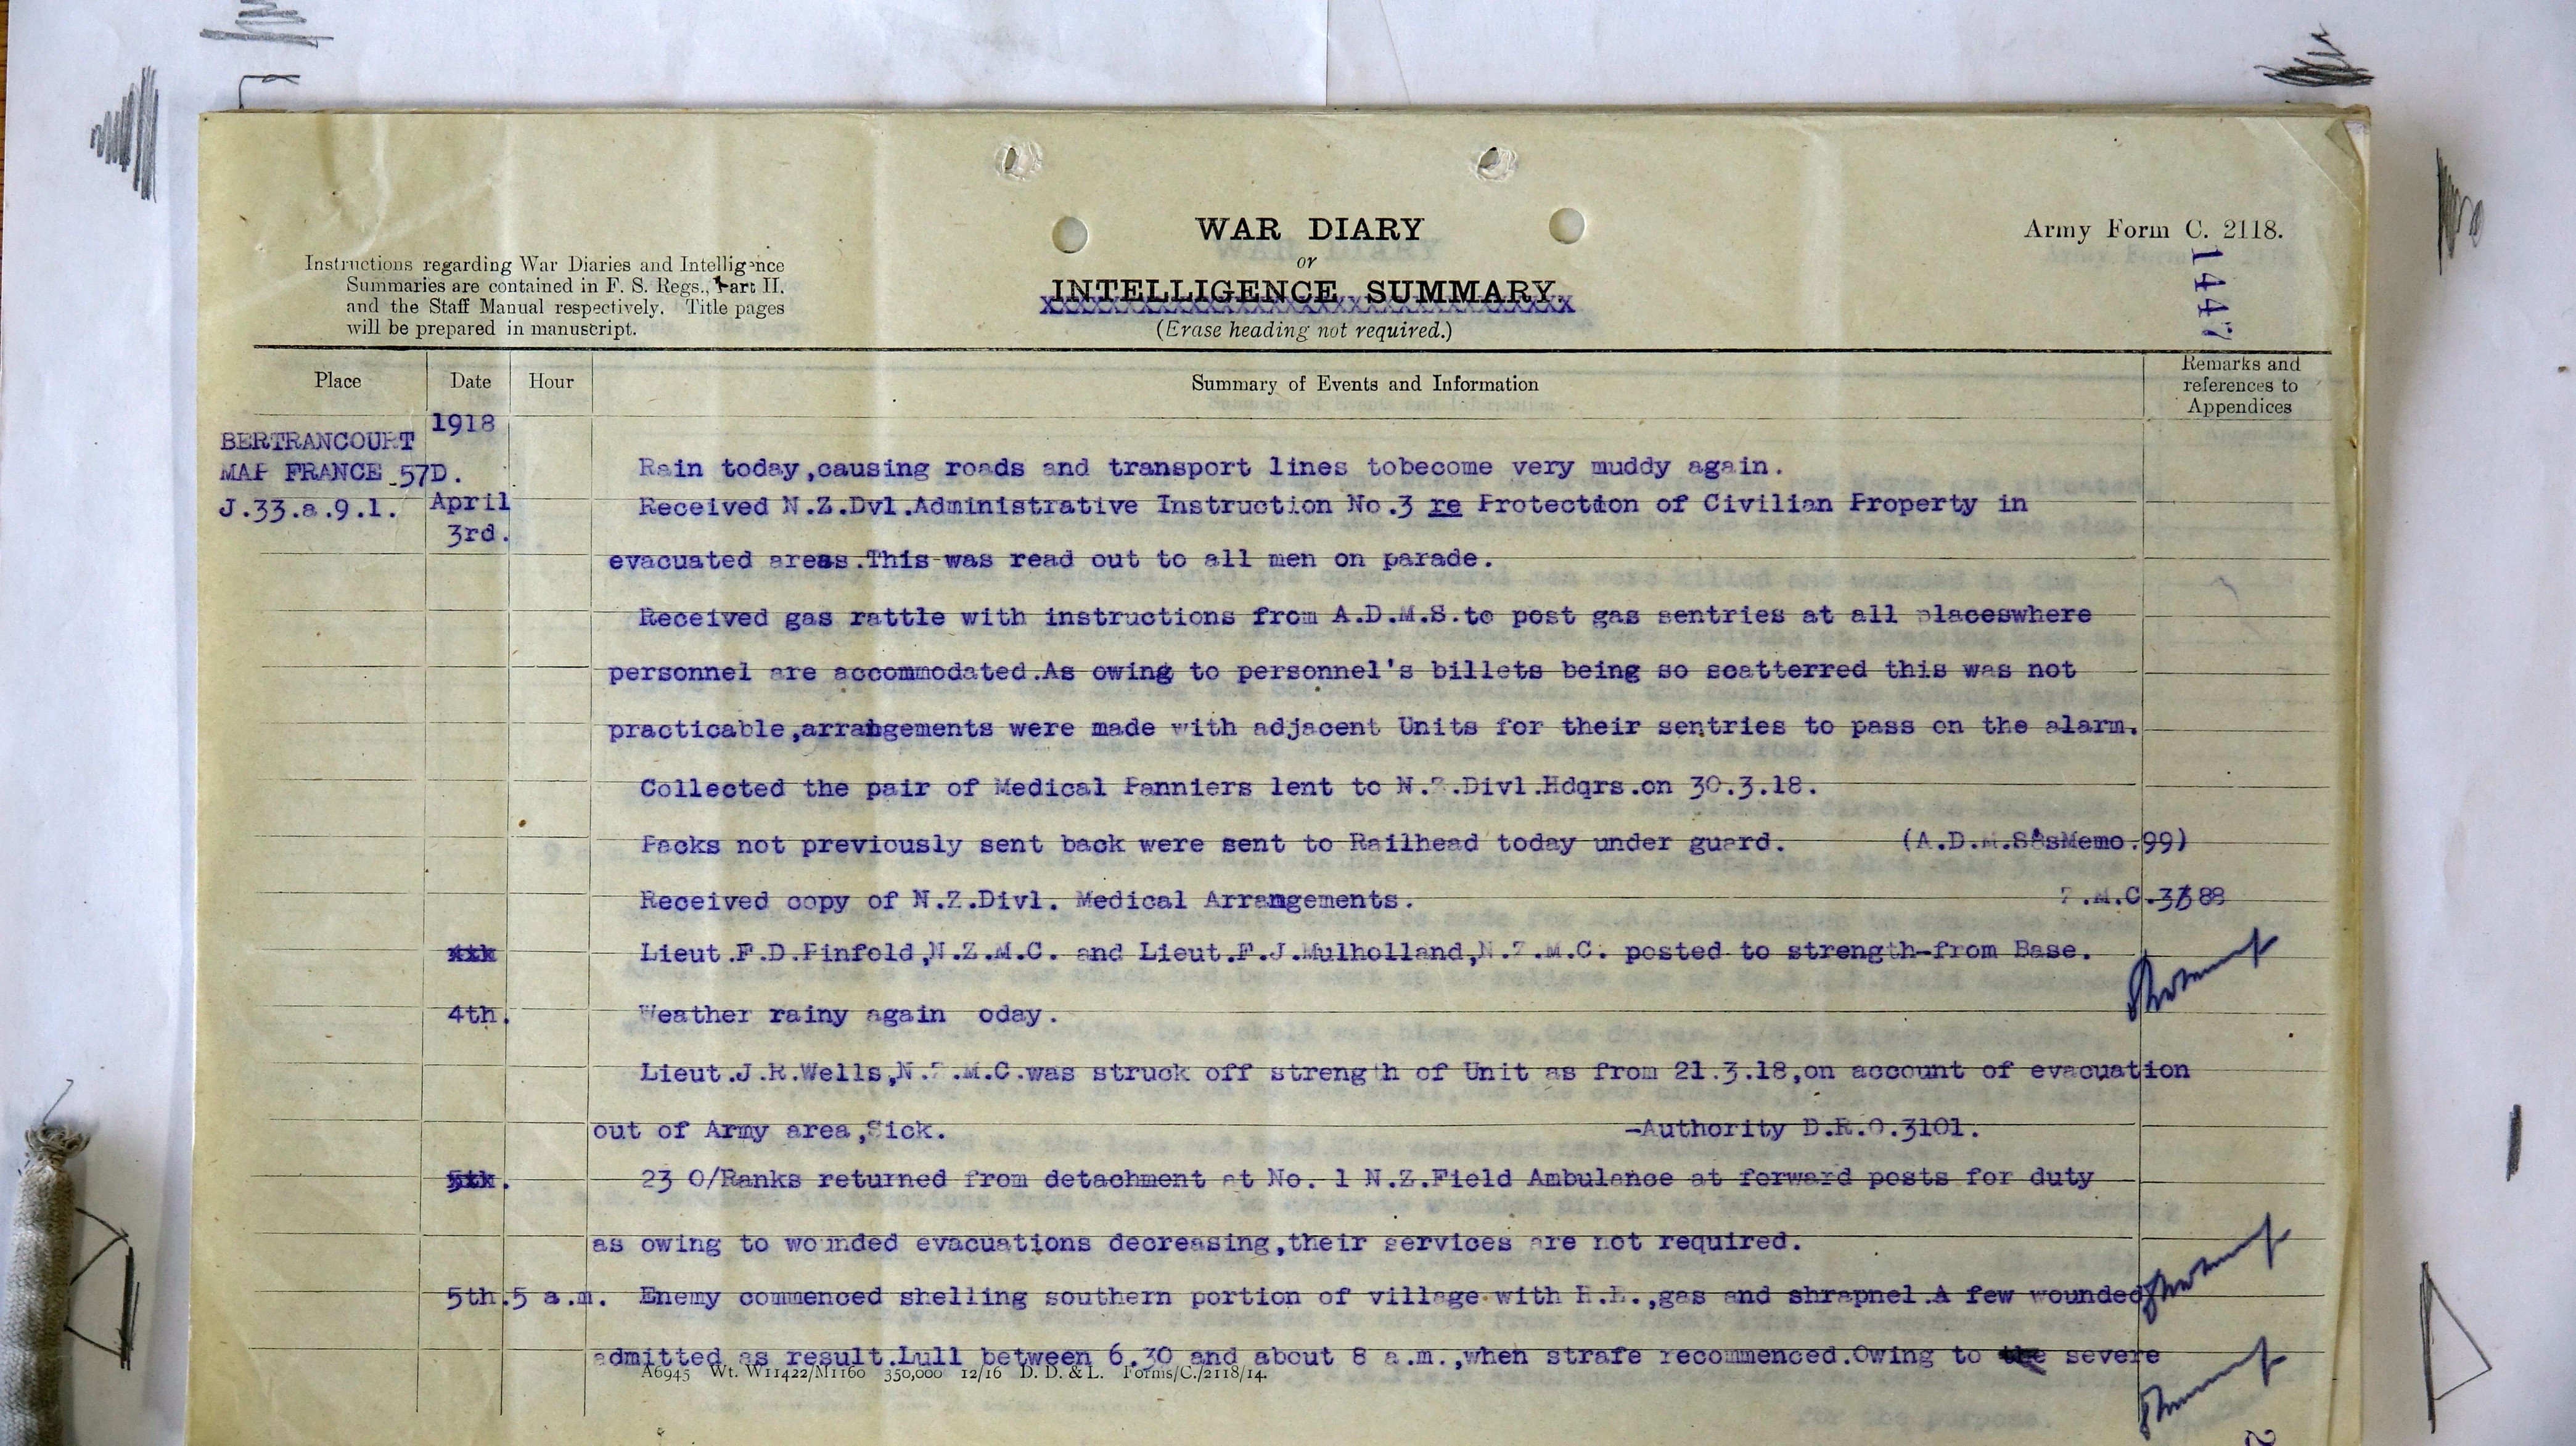 WAR DIARY
or
INTELLIGENCE SUMMARY
(Erase heading not required.)
Army Form C. 2118.
1447
Instructions regarding War Diaries and Intelligence
Summaries are contained in F. S. Regs., Part II.
and the Staff Manual respectively. Title pages
will be prepared in manuscript.
Place Date Hour Summary of Events and Information Remarks and
references to
Appendices
1918
BERTRANCOURT
MAP FRANCE 57D.
J.33.a.9.1.
April
3rd.
Rain today,causing roads and transport lines tobecome very muddy again.
Received N.Z.Dvl.Administrative Instruction No.3 re Protection of Civilian Property in
evacuated areas.This was read out to all men on parade.
Received gas rattle with instructions from A.D.M.S.to post gas sentries at all placeswhere
personnel are accommodated.As owing to personnel's billets being so scatterred this was not
practicable,arrangements were made with adjacent Units for their sentries to pass on the alarm.
Collected the pair of Medical Panniers lent to N.Z.Divl.Hdqrs.on 30.3.18.
Packs not previously sent back were sent to Railhead today under guard. (A.D.M.S's Memo.99)
Received copy of N.Z.Divl. Medical Arrangements. .M.C.
4th Lieut.F.D.Pinfold,N.Z.M.C. and Lieut.F.J.Mulholland,N.Z.M.C. posted to strength from Base.
4th. Weather rainy again oday.
Lieut.J.R.Wells,N.Z.M.C.was struck off strength of Unit as from 21.3.18,on account of evacuation
out of Army area,Sick. -Authority D.R.O.3101.
5th. 23 O/Ranks returned from detachment at No. 1 N.Z.Field Ambulance at forward posts for duty
as owing to wounded evacuations decreasing,their services are not required.
5th.5 a.m. Enemy commenced shelling southern portion of village with H.E.,gas and shrapnel.A few wounded
admitted as result.Lull between 6.30 and about 8 a.m.,when strafe recommenced.Owing to the severe
A6945 Wt. W11422/M1160 350,000 12/16 D. D. & L. Forms/C./2118/14.
for the purpose.
2